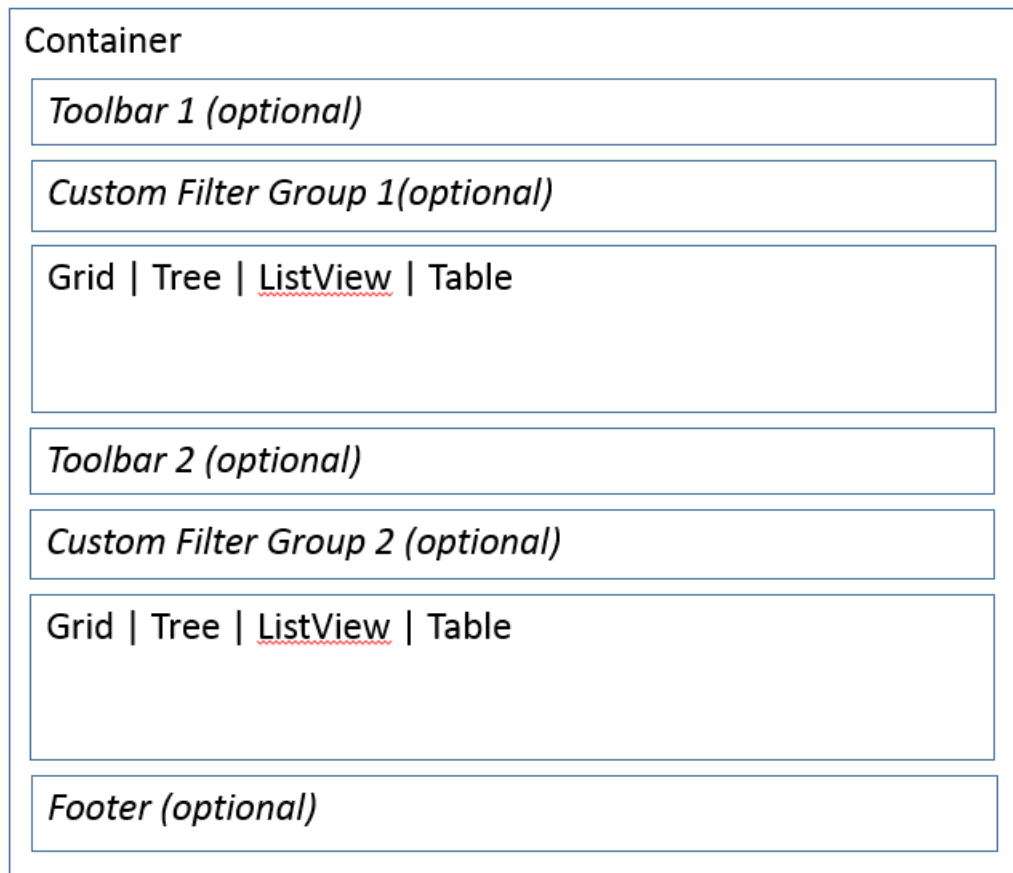 Container
Toolbar 1 (optional)
Custom Filter Group 1(optional)
Grid | Tree | ListView | Table
Toolbar 2 (optional)
Custom Filter Group 2 (optional)
Grid | Tree | ListView | Table
Footer (optional)